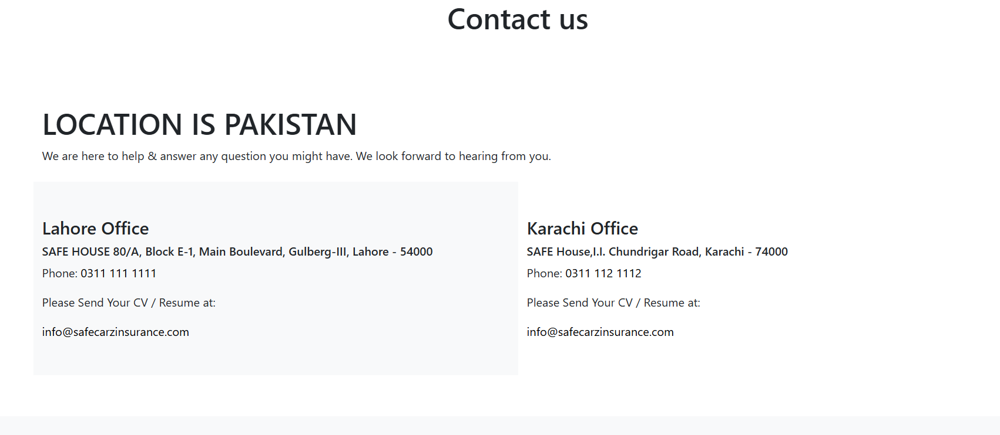 Contact us
LOCATION IS PAKISTAN
We are here to help & answer any question you might have. We look forward to hearing from you.
Lahore Office
SAFE HOUSE 80/A, Block E-1, Main Boulevard, Gulberg-III, Lahore - 54000
Phone: 0311 111 1111
Please Send Your CV / Resume at:
info@safecarzinsurance.com
Karachi Office
SAFE House,I.I. Chundrigar Road, Karachi - 74000
Phone: 0311 112 1112
Please Send Your CV / Resume at:
info@safecarzinsurance.com